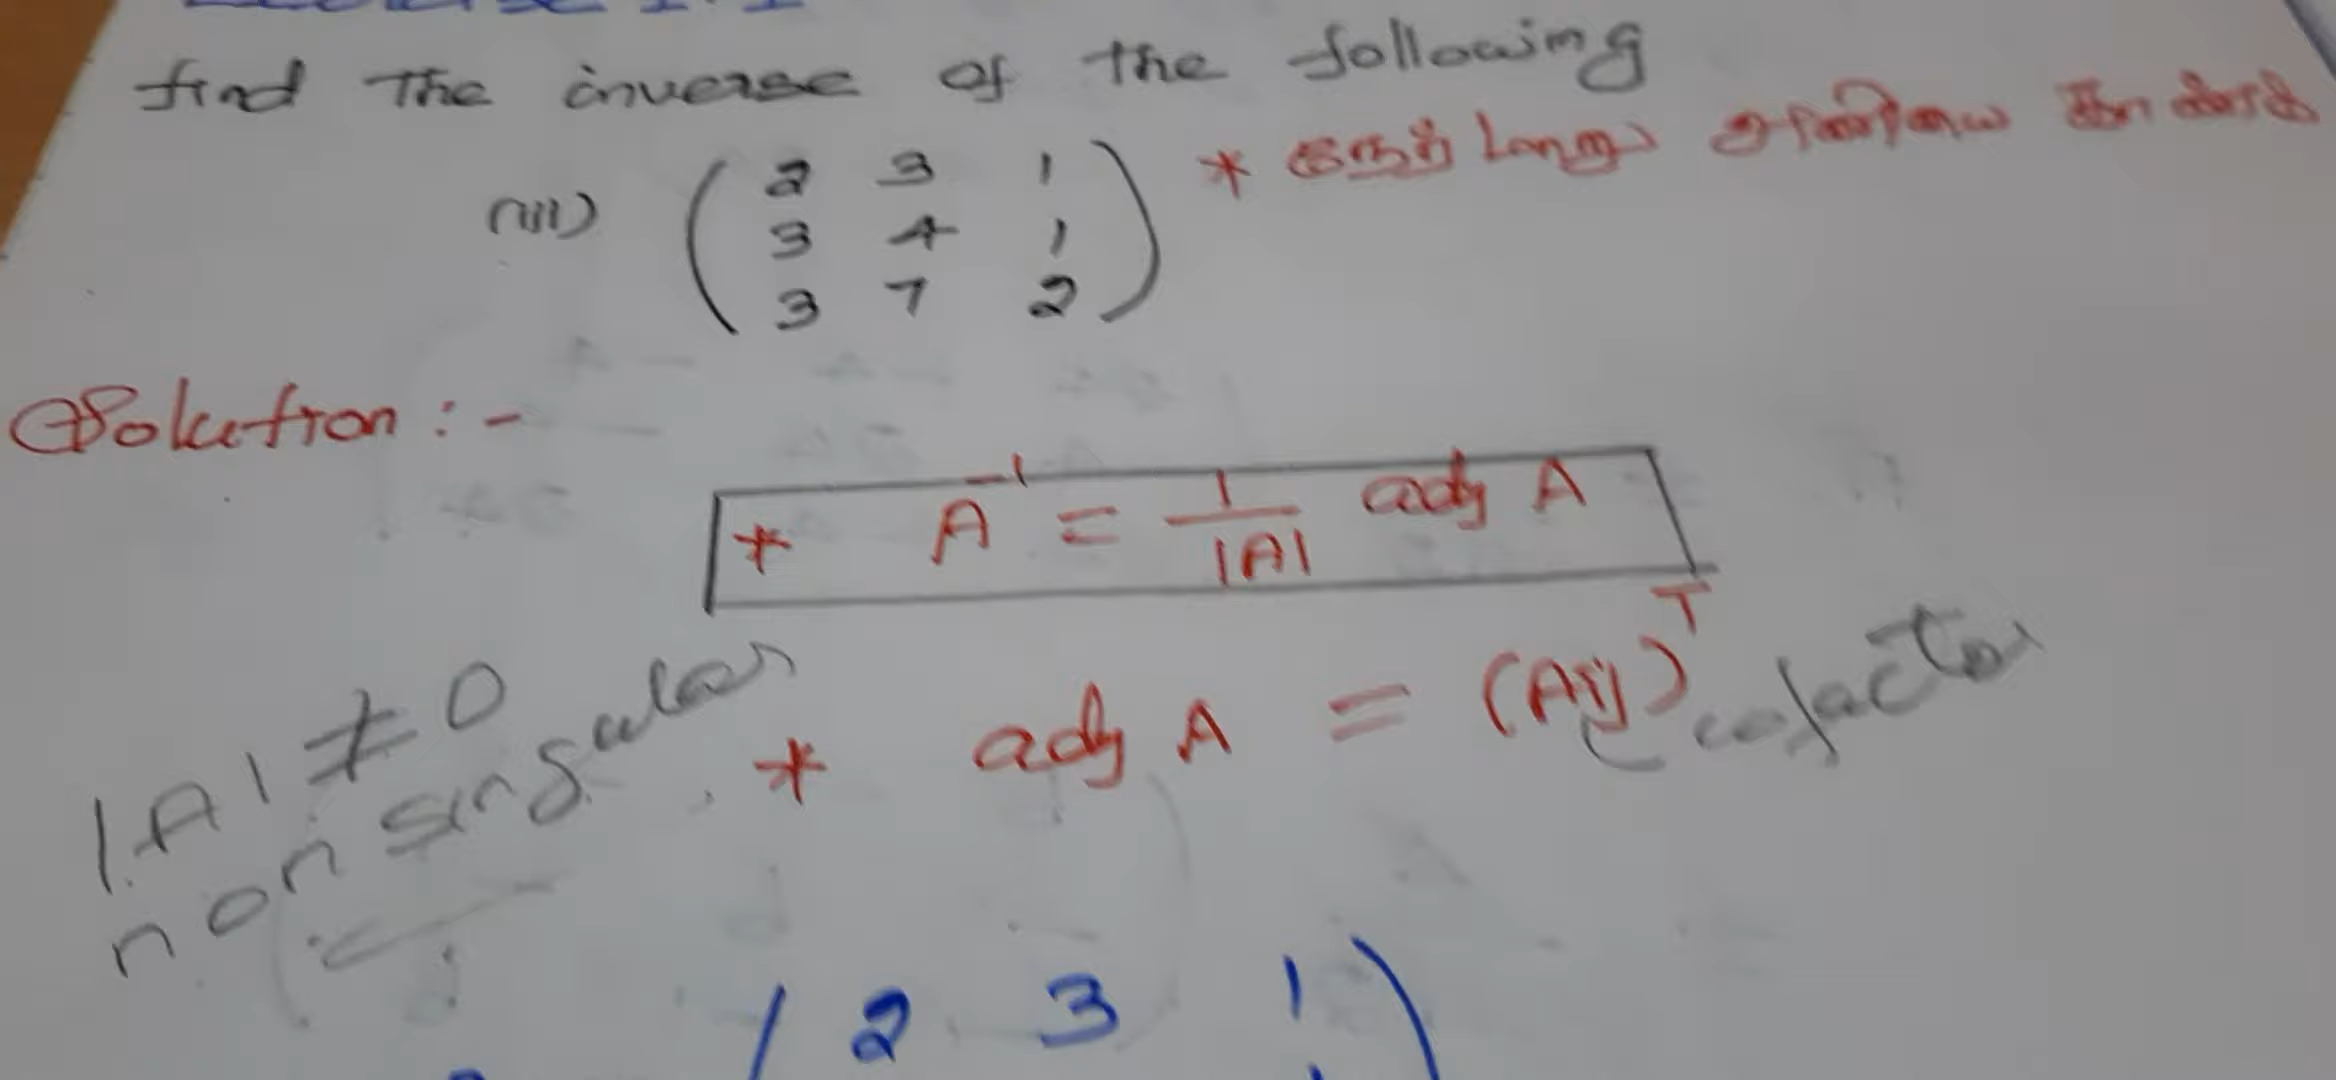 find the inverse of the following
(iii) ( 2 3 1 * நேர்மாறு அணியை காண்க
3 4 1
3 7 2 )
Solution :-
* A⁻¹ = 1/|A| adj A
|A| ≠ 0
non singular
* adj A = (Aij)ᵀ cofactor
( 2 3 1 )